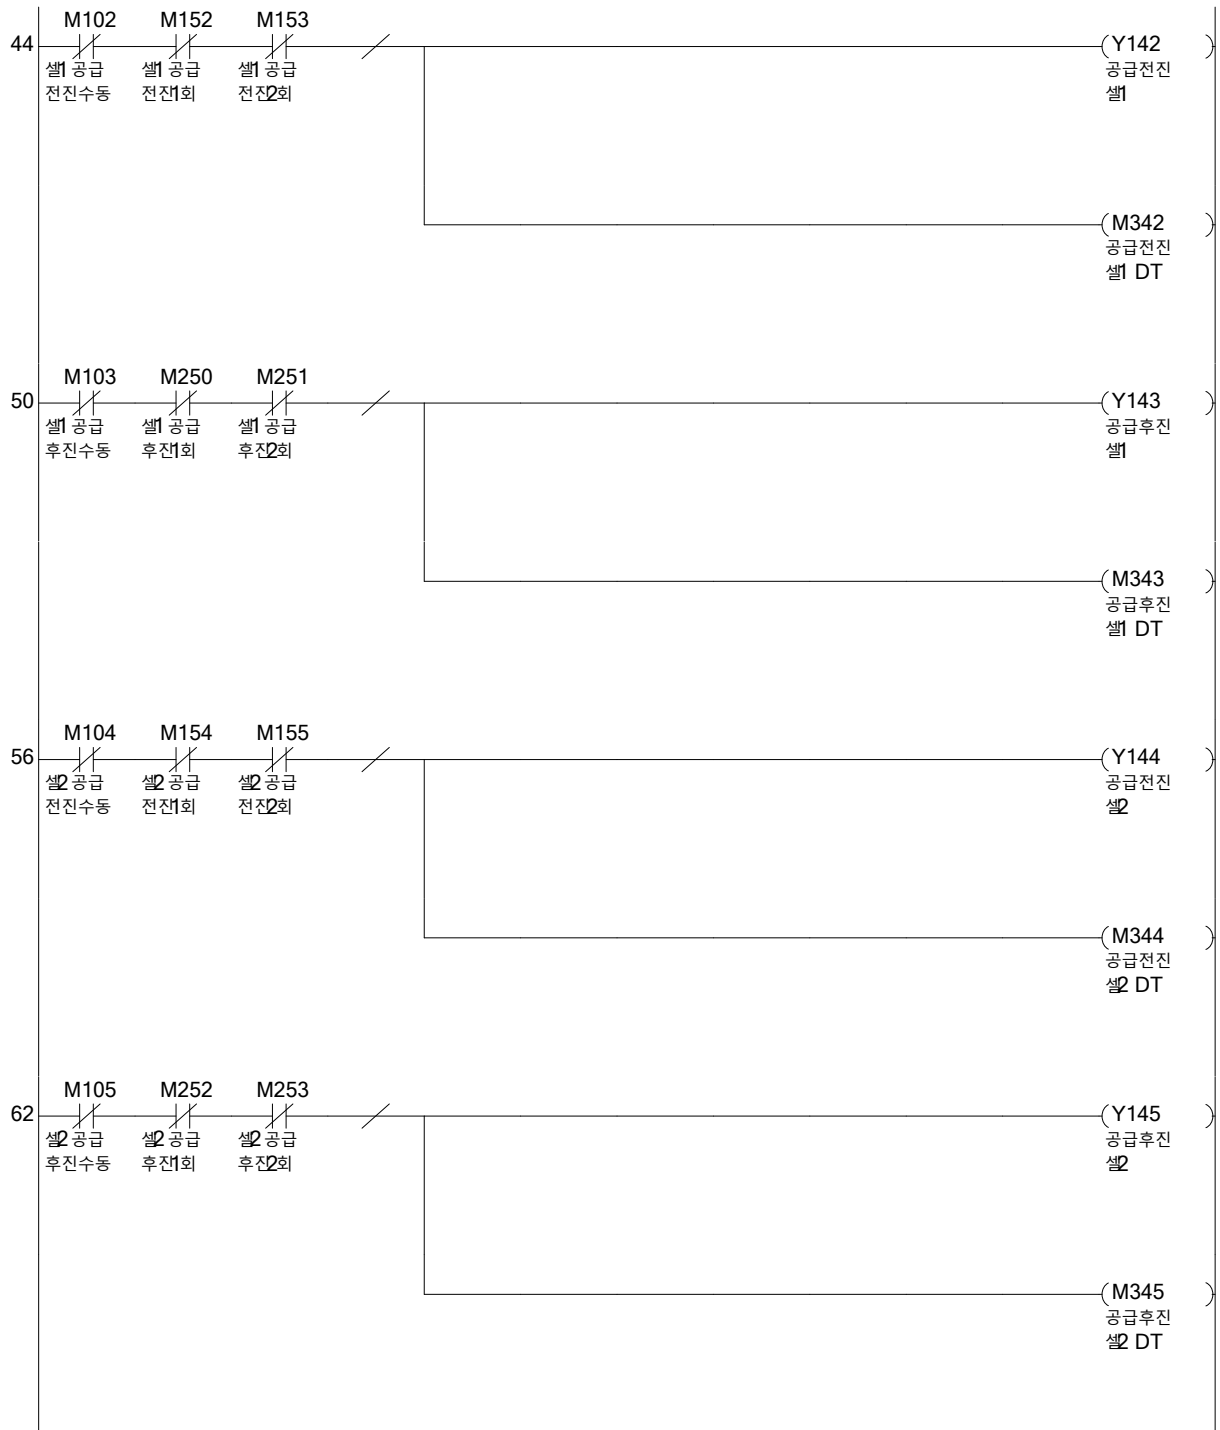 M102 M152 M153
44 (Y142 )
셀1 공급 셀1 공급 셀1 공급 공급전진
전진수동 전진1회 전진2회 셀1
(M342 )
공급전진
셀1 DT
M103 M250 M251
50 (Y143 )
셀1 공급 셀1 공급 셀1 공급 공급후진
후진수동 후진1회 후진2회 셀1
(M343 )
공급후진
셀1 DT
M104 M154 M155
56 (Y144 )
셀2 공급 셀2 공급 셀2 공급 공급전진
전진수동 전진1회 전진2회 셀2
(M344 )
공급전진
셀2 DT
M105 M252 M253
62 (Y145 )
셀2 공급 셀2 공급 셀2 공급 공급후진
후진수동 후진1회 후진2회 셀2
(M345 )
공급후진
셀2 DT